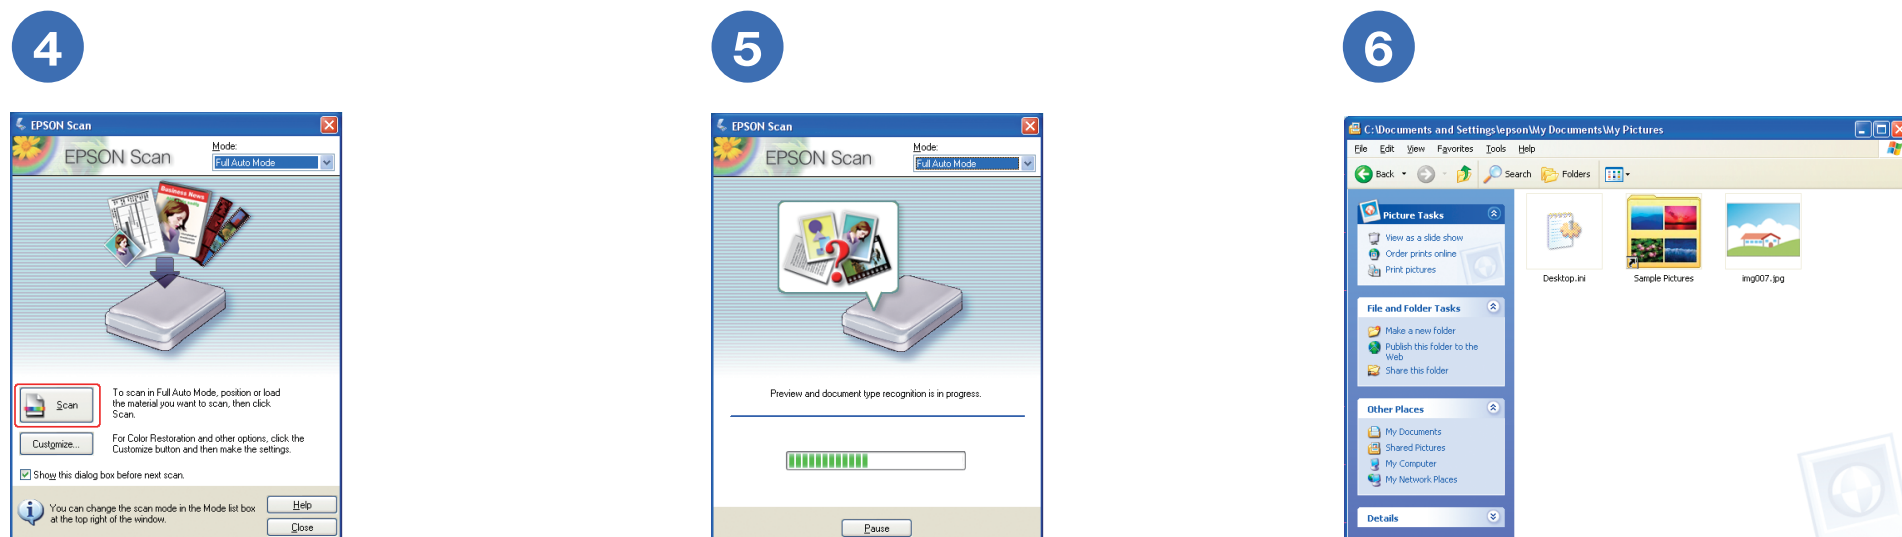 4
EPSON Scan
EPSON Scan
Mode:
Full Auto Mode
Business News
Scan
To scan in Full Auto Mode, position or load
the material you want to scan, then click
Scan.
Customize...
For Color Restoration and other options, click the
Customize button and then make the settings.
Show this dialog box before next scan.
You can change the scan mode in the Mode list box
at the top right of the window.
Help
Close
5
EPSON Scan
EPSON Scan
Mode:
Full Auto Mode
?
Preview and document type recognition is in progress.
Pause
6
C:\Documents and Settings\epson\My Documents\My Pictures
File Edit View Favorites Tools Help
Back Search Folders
Picture Tasks
View as a slide show
Order prints online
Print pictures
File and Folder Tasks
Make a new folder
Publish this folder to the
Web
Share this folder
Other Places
My Documents
Shared Pictures
My Computer
My Network Places
Details
Desktop.ini
Sample Pictures
img007.jpg